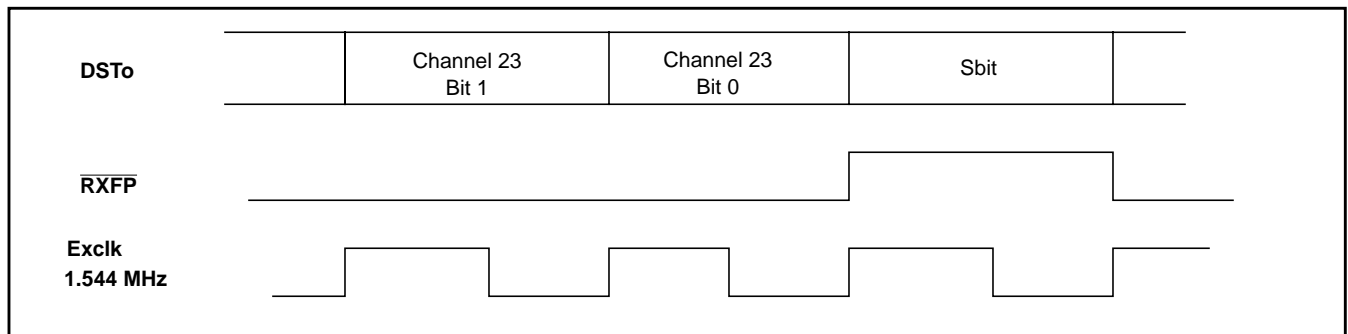 DSTo
Channel 23
Bit 1
Channel 23
Bit 0
Sbit
RXFP
Exclk
1.544 MHz